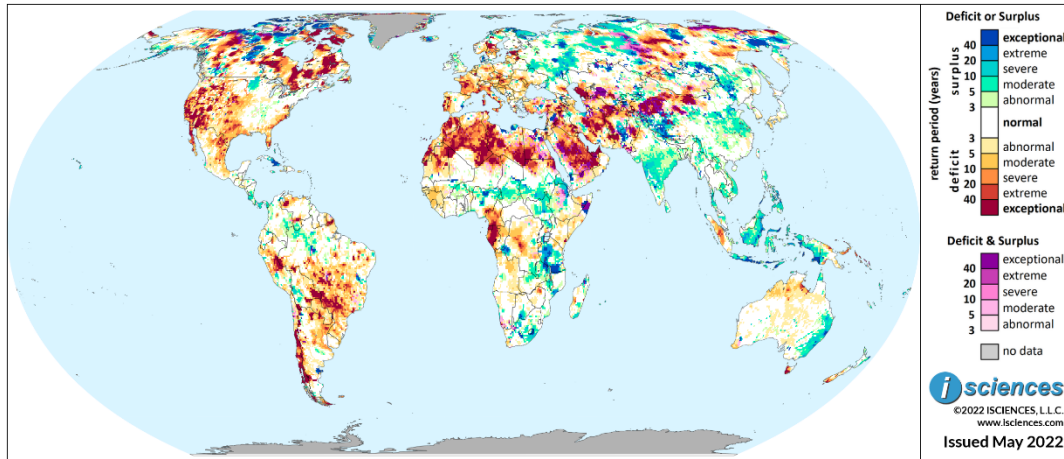 Deficit or Surplus
exceptional
40
extreme
20
severe
10
moderate
5
abnormal
3
normal
3
abnormal
5
moderate
10
severe
20
extreme
40
exceptional
return period (years)
surplus
deficit
Deficit & Surplus
exceptional
40
extreme
20
severe
10
moderate
5
abnormal
3
no data
i sciences
©2022 ISCIENCES, L.L.C.
www.isciences.com
Issued May 2022